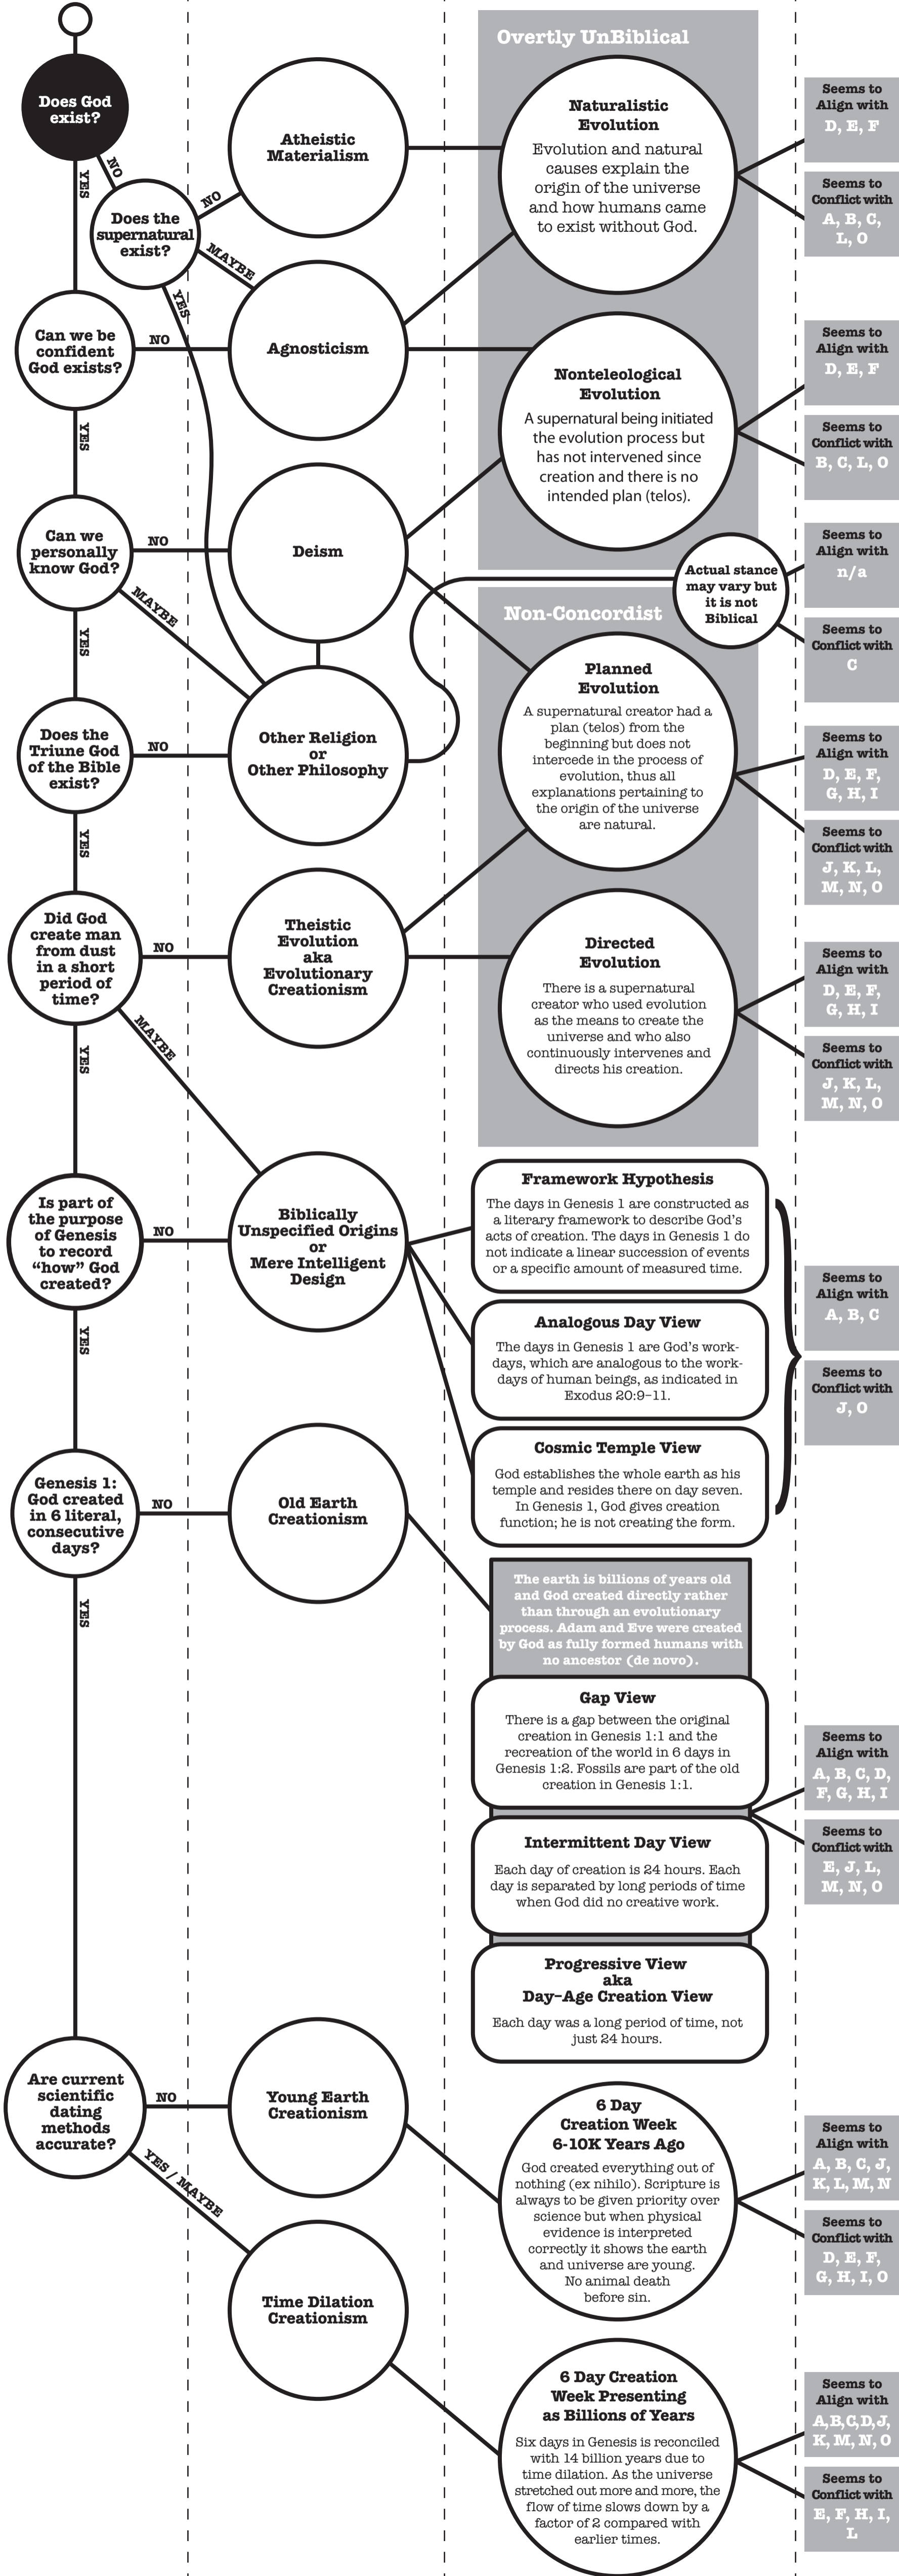 Does God
exist?
NO
YES
Does the
supernatural
exist?
NO
MAYBE
YES
Can we be
confident
God exists?
NO
YES
Can we
personally
know God?
NO
MAYBE
YES
Does the
Triune God
of the Bible
exist?
NO
YES
Did God
create man
from dust
in a short
period of
time?
NO
MAYBE
YES
Is part of
the purpose
of Genesis
to record
“how” God
created?
NO
YES
Genesis 1:
God created
in 6 literal,
consecutive
days?
NO
YES
Are current
scientific
dating
methods
accurate?
NO
YES / MAYBE
Atheistic
Materialism
Agnosticism
Deism
Other Religion
or
Other Philosophy
Theistic
Evolution
aka
Evolutionary
Creationism
Biblically
Unspecified Origins
or
Mere Intelligent
Design
Old Earth
Creationism
Young Earth
Creationism
Time Dilation
Creationism
Overtly UnBiblical
Naturalistic
Evolution
Evolution and natural
causes explain the
origin of the universe
and how humans came
to exist without God.
Nonteleological
Evolution
A supernatural being initiated
the evolution process but
has not intervened since
creation and there is no
intended plan (telos).
Actual stance
may vary but
it is not
Biblical
Non-Concordist
Planned
Evolution
A supernatural creator had a
plan (telos) from the
beginning but does not
intercede in the process of
evolution, thus all
explanations pertaining to
the origin of the universe
are natural.
Directed
Evolution
There is a supernatural
creator who used evolution
as the means to create the
universe and who also
continuously intervenes and
directs his creation.
Framework Hypothesis
The days in Genesis 1 are constructed as
a literary framework to describe God’s
acts of creation. The days in Genesis 1 do
not indicate a linear succession of events
or a specific amount of measured time.
Analogous Day View
The days in Genesis 1 are God’s work-
days, which are analogous to the work-
days of human beings, as indicated in
Exodus 20:9–11.
Cosmic Temple View
God establishes the whole earth as his
temple and resides there on day seven.
In Genesis 1, God gives creation
function; he is not creating the form.
The earth is billions of years old
and God created directly rather
than through an evolutionary
process. Adam and Eve were created
by God as fully formed humans with
no ancestor (de novo).
Gap View
There is a gap between the original
creation in Genesis 1:1 and the
recreation of the world in 6 days in
Genesis 1:2. Fossils are part of the old
creation in Genesis 1:1.
Intermittent Day View
Each day of creation is 24 hours. Each
day is separated by long periods of time
when God did no creative work.
Progressive View
aka
Day–Age Creation View
Each day was a long period of time, not
just 24 hours.
6 Day
Creation Week
6-10K Years Ago
God created everything out of
nothing (ex nihilo). Scripture is
always to be given priority over
science but when physical
evidence is interpreted
correctly it shows the earth
and universe are young.
No animal death
before sin.
6 Day Creation
Week Presenting
as Billions of Years
Six days in Genesis is reconciled
with 14 billion years due to
time dilation. As the universe
stretched out more and more, the
flow of time slows down by a
factor of 2 compared with
earlier times.
Seems to
Align with
D, E, F
Seems to
Conflict with
A, B, C,
L, O
Seems to
Align with
D, E, F
Seems to
Conflict with
B, C, L, O
Seems to
Align with
n/a
Seems to
Conflict with
C
Seems to
Align with
D, E, F,
G, H, I
Seems to
Conflict with
J, K, L,
M, N, O
Seems to
Align with
D, E, F,
G, H, I
Seems to
Conflict with
J, K, L,
M, N, O
Seems to
Align with
A, B, C
Seems to
Conflict with
J, O
Seems to
Align with
A, B, C, D,
F, G, H, I
Seems to
Conflict with
E, J, L,
M, N, O
Seems to
Align with
A, B, C, J,
K, L, M, N
Seems to
Conflict with
D, E, F,
G, H, I, O
Seems to
Align with
A,B,C,D,J,
K, M, N, O
Seems to
Conflict with
E, F, H, I,
L